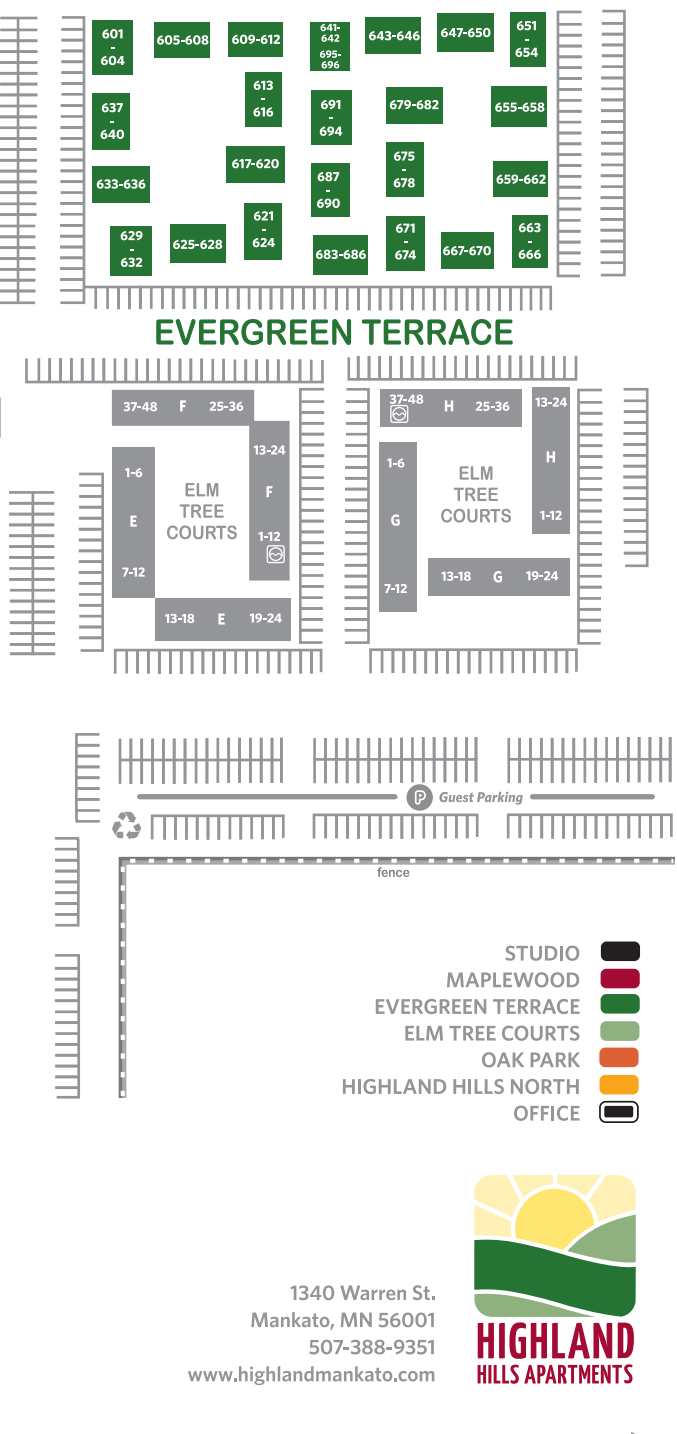 601
-
604
605-608
609-612
641-
642
695-
696
643-646
647-650
651
-
654
613
-
616
637
-
640
691
-
694
679-682
655-658
617-620
675
-
678
633-636
687
-
690
659-662
621
-
624
629
-
632
625-628
683-686
671
-
674
667-670
663
-
666
EVERGREEN TERRACE
37-48 F 25-36
13-24
F
1-12
1-6
E
7-12
ELM
TREE
COURTS
13-18 E 19-24
37-48 H 25-36
13-24
H
1-12
1-6
G
7-12
ELM
TREE
COURTS
13-18 G 19-24
P Guest Parking
fence
STUDIO
MAPLEWOOD
EVERGREEN TERRACE
ELM TREE COURTS
OAK PARK
HIGHLAND HILLS NORTH
OFFICE
1340 Warren St.
Mankato, MN 56001
507-388-9351
www.highlandmankato.com
HIGHLAND
HILLS APARTMENTS